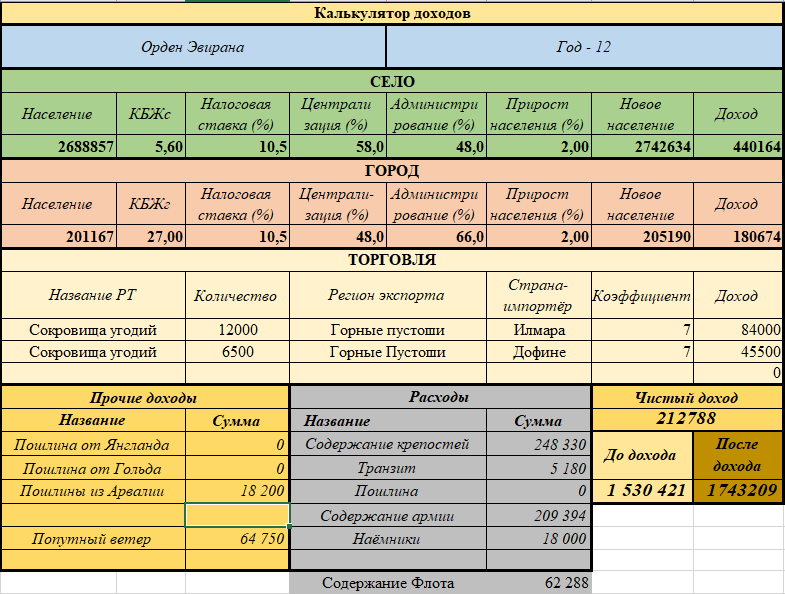 Калькулятор доходов
Орден Эвирана Год - 12
СЕЛО
Население КБЖс Налоговая ставка (%) Централи зация (%) Администри рование (%) Прирост населения (%) Новое население Доход
2688857 5,60 10,5 58,0 48,0 2,00 2742634 440164
ГОРОД
Население КБЖг Налоговая ставка (%) Централи- зация (%) Администри рование (%) Прирост населения (%) Новое население Доход
201167 27,00 10,5 48,0 66,0 2,00 205190 180674
ТОРГОВЛЯ
Название РТ Количество Регион экспорта Страна- импортёр Коэффициент Доход
Сокровища угодий 12000 Горные пустоши Илмара 7 84000
Сокровища угодий 6500 Горные Пустоши Дофине 7 45500
0
Прочие доходы Расходы Чистый доход
Название Сумма Название Сумма 212788
Пошлина от Янгланда 0 Содержание крепостей 248 330 До дохода После дохода
Пошлина от Гольда 0 Транзит 5 180
Пошлины из Арвалии 18 200 Пошлина 0 1 530 421 1743209
Содержание армии 209 394
Попутный ветер 64 750 Наёмники 18 000
Содержание Флота 62 288